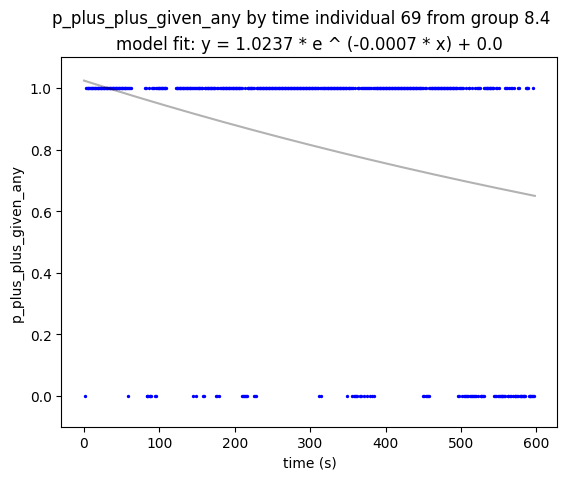 p_plus_plus_given_any by time individual 69 from group 8.4
model fit: y = 1.0237 * e ^ (-0.0007 * x) + 0.0
1.0
0.8
0.6
0.4
0.2
0.0
p_plus_plus_given_any
0 100 200 300 400 500 600
time (s)